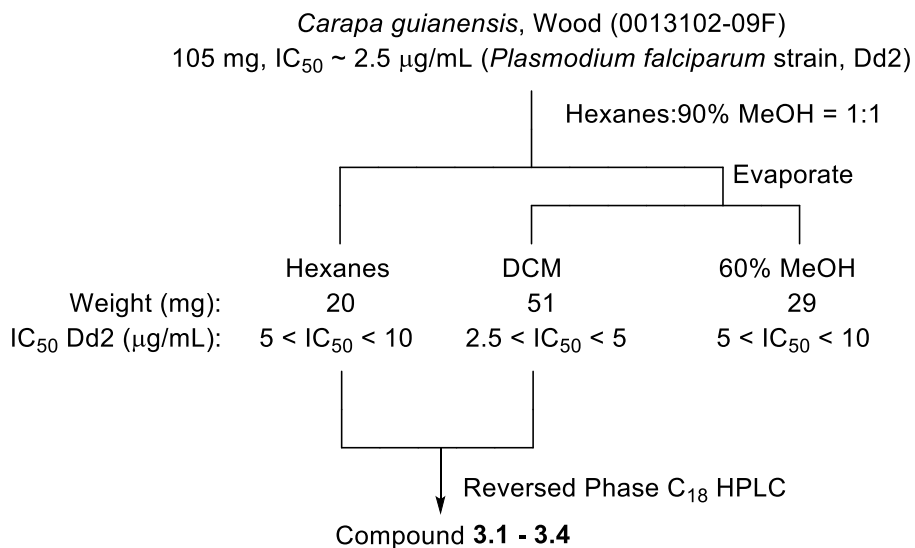 Carapa guianensis, Wood (0013102-09F)
105 mg, IC₅₀ ~ 2.5 μg/mL (Plasmodium falciparum strain, Dd2)
Hexanes:90% MeOH = 1:1
Evaporate
Hexanes DCM 60% MeOH
Weight (mg): 20 51 29
IC₅₀ Dd2 (μg/mL): 5 < IC₅₀ < 10 2.5 < IC₅₀ < 5 5 < IC₅₀ < 10
Reversed Phase C₁₈ HPLC
Compound 3.1 - 3.4